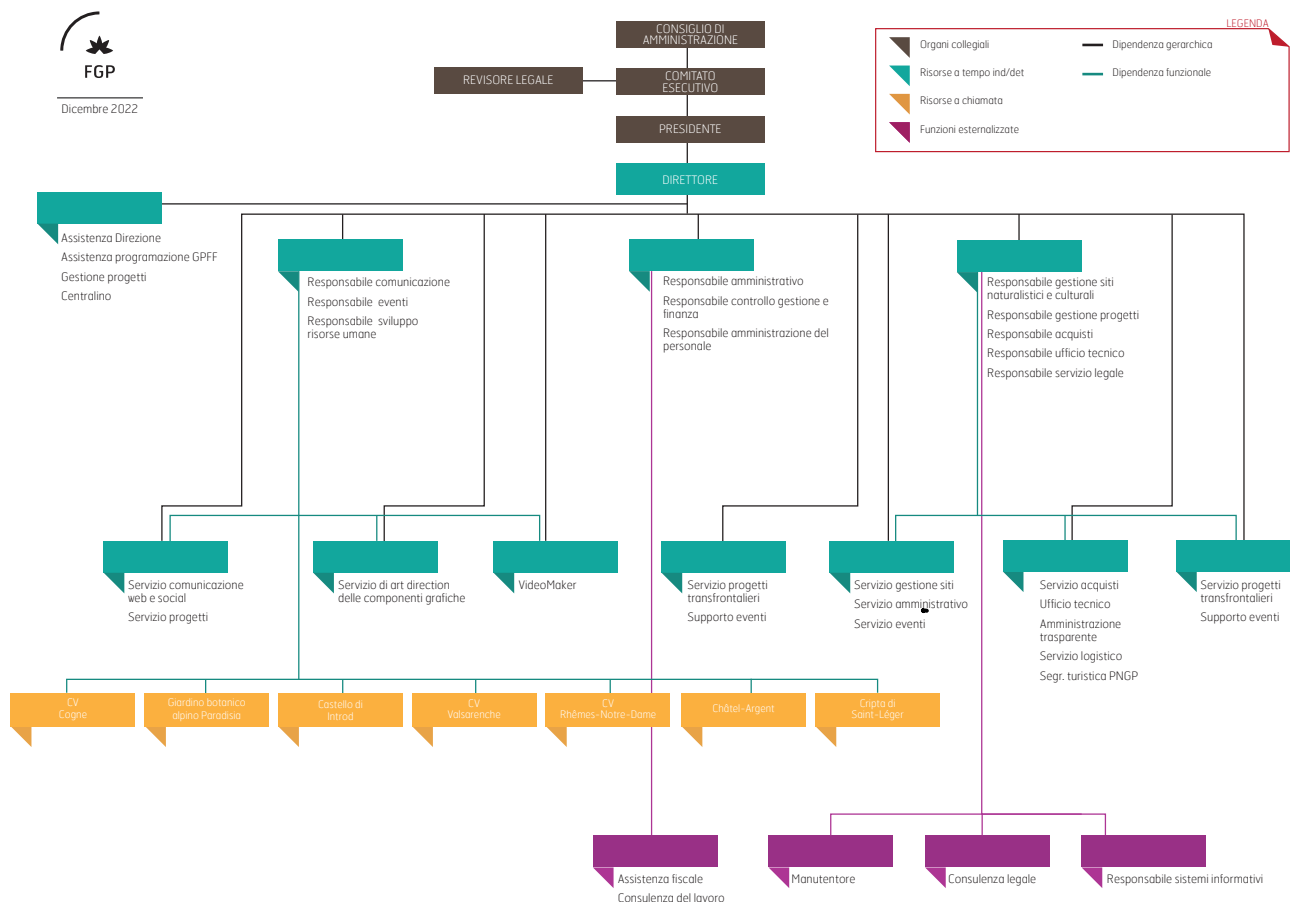 FGP
Dicembre 2022
CONSIGLIO DI
AMMINISTRAZIONE
REVISORE LEGALE
COMITATO
ESECUTIVO
PRESIDENTE
DIRETTORE
LEGENDA
Organi collegiali
Dipendenza gerarchica
Risorse a tempo ind/det
Dipendenza funzionale
Risorse a chiamata
Funzioni esternalizzate
Assistenza Direzione
Assistenza programazione GPFF
Gestione progetti
Centralino
Responsabile comunicazione
Responsabile eventi
Responsabile sviluppo
risorse umane
Responsabile amministrativo
Responsabile controllo gestione e
finanza
Responsabile amministrazione del
personale
Responsabile gestione siti
naturalistici e culturali
Responsabile gestione progetti
Responsabile acquisti
Responsabile ufficio tecnico
Responsabile servizio legale
Servizio comunicazione
web e social
Servizio progetti
Servizio di art direction
delle componenti grafiche
VideoMaker
Servizio progetti
transfrontalieri
Supporto eventi
Servizio gestione siti
Servizio amministrativo
Servizio eventi
Servizio acquisti
Ufficio tecnico
Amministrazione
trasparente
Servizio logistico
Segr. turistica PNGP
Servizio progetti
transfrontalieri
Supporto eventi
CV
Cogne
Giardino botanico
alpino Paradisia
Castello di
Introd
CV
Valsarenche
CV
Rhêmes-Notre-Dame
Châtel-Argent
Cripta di
Saint-Léger
Assistenza fiscale
Consulenza del lavoro
Manutentore
Consulenza legale
Responsabile sistemi informativi